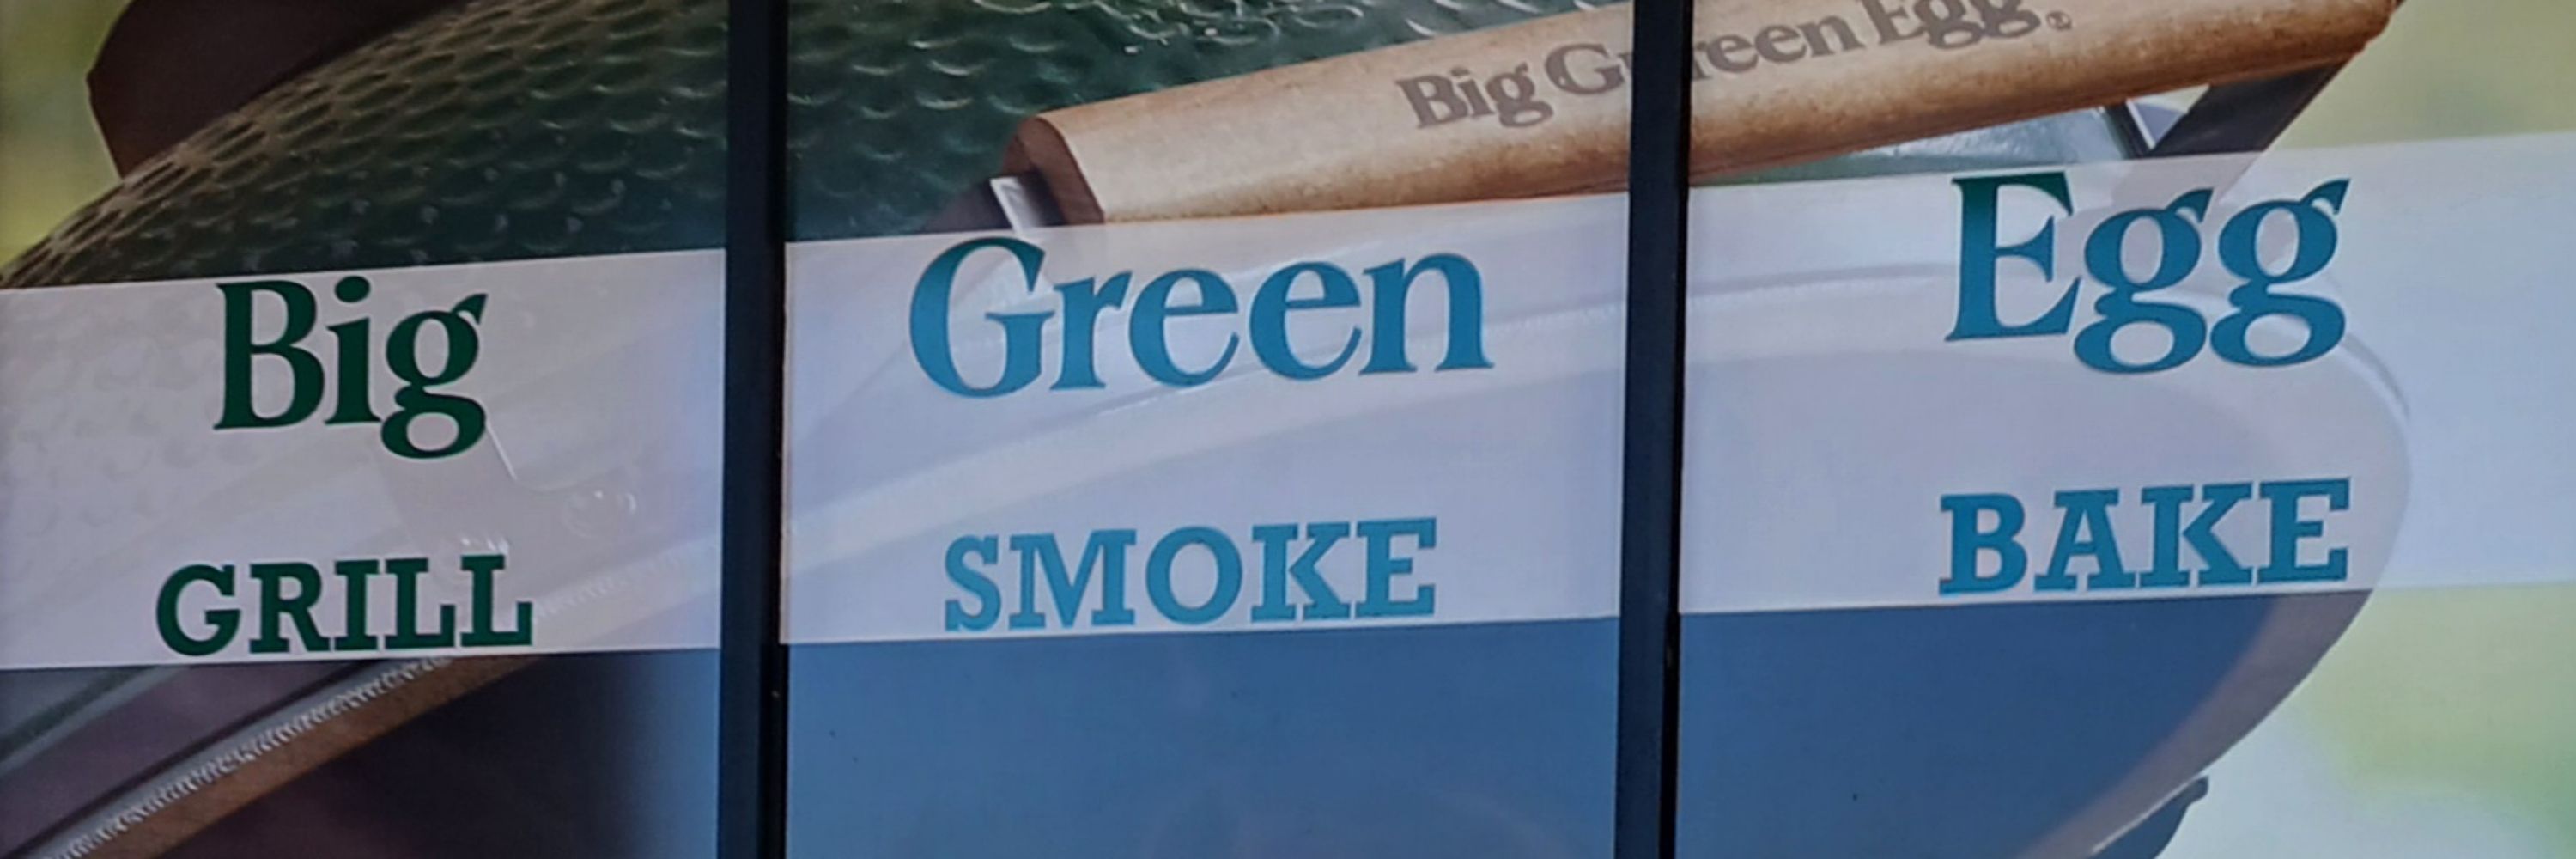 Big Green Egg®
Big Green Egg
GRILL SMOKE BAKE